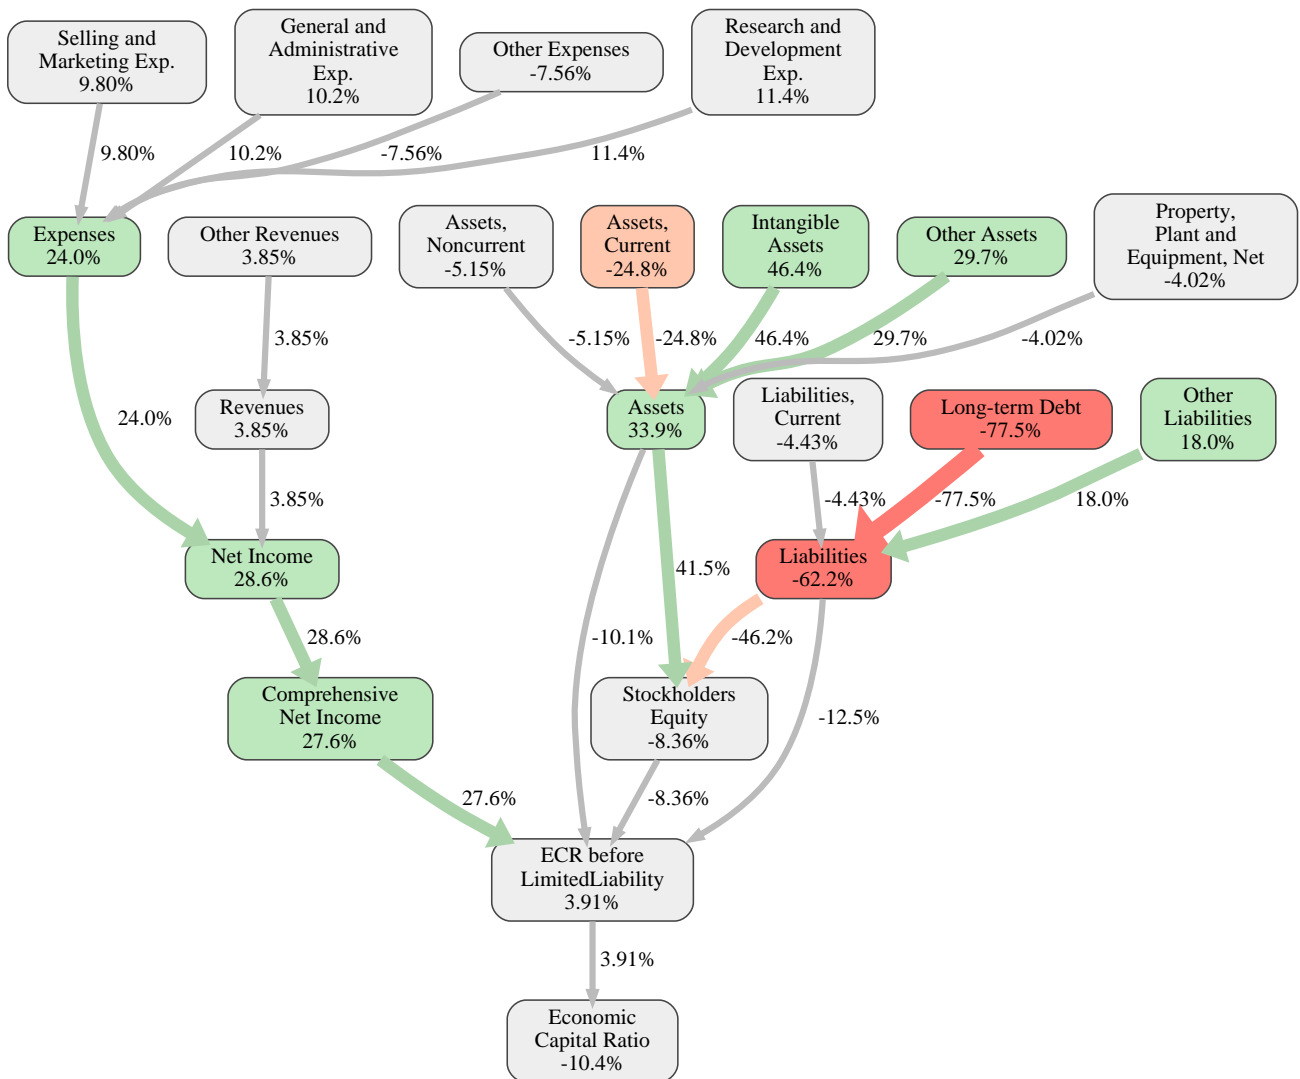 Selling and
Marketing Exp.
9.80%
General and
Administrative
Exp.
10.2%
Other Expenses
-7.56%
Research and
Development
Exp.
11.4%
9.80%
10.2%
-7.56%
11.4%
Expenses
24.0%
Other Revenues
3.85%
Assets,
Noncurrent
-5.15%
Assets,
Current
-24.8%
Intangible
Assets
46.4%
Other Assets
29.7%
Property,
Plant and
Equipment, Net
-4.02%
3.85%
-5.15%
-24.8%
46.4%
29.7%
-4.02%
24.0%
Revenues
3.85%
Assets
33.9%
Liabilities,
Current
-4.43%
Long-term Debt
-77.5%
Other
Liabilities
18.0%
3.85%
-4.43%
-77.5%
18.0%
Net Income
28.6%
41.5%
Liabilities
-62.2%
28.6%
-10.1%
-46.2%
Comprehensive
Net Income
27.6%
Stockholders
Equity
-8.36%
-12.5%
27.6%
-8.36%
ECR before
LimitedLiability
3.91%
3.91%
Economic
Capital Ratio
-10.4%